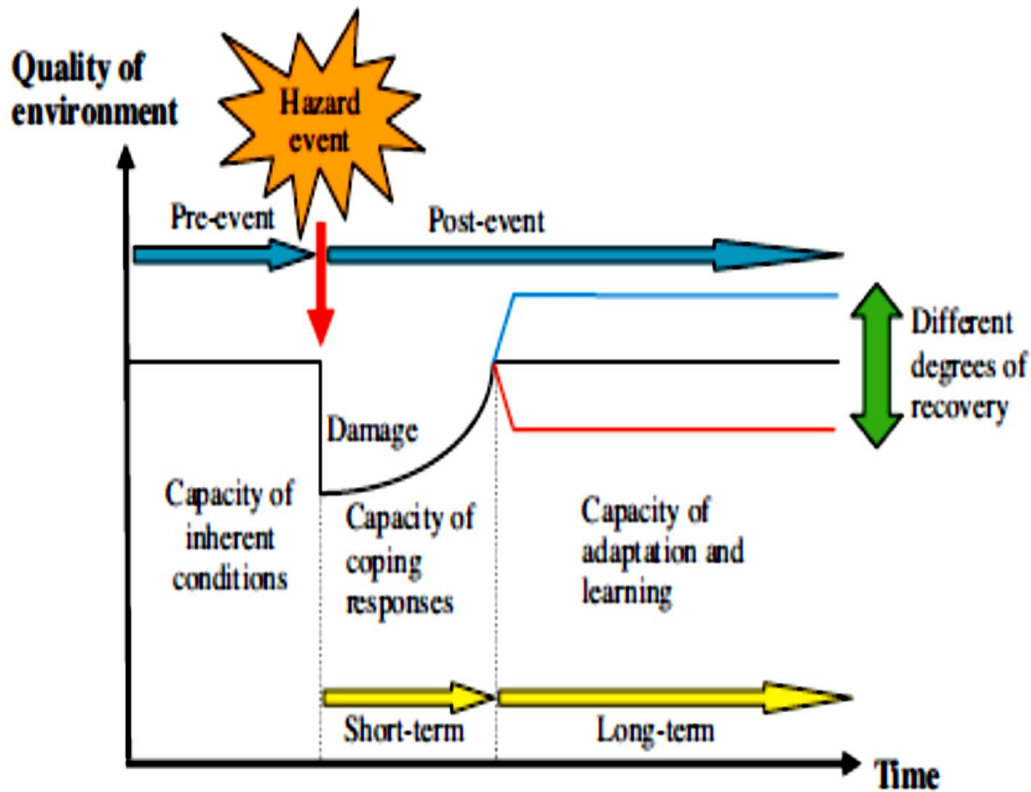 Quality of
environment
Hazard
event
Pre-event
Post-event
Different
degrees of
recovery
Damage
Capacity of
inherent
conditions
Capacity of
coping
responses
Capacity of
adaptation and
learning
Short-term
Long-term
Time